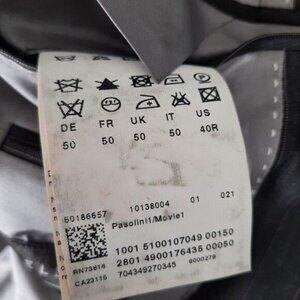 DE FR UK IT US
50 50 50 50 40R
50186657 10138004 01 021
Pasolini1/Movie1
1001 5100107049 00150
2801 4900176435 00050
RN73616
CA23115 704349270345 6000279